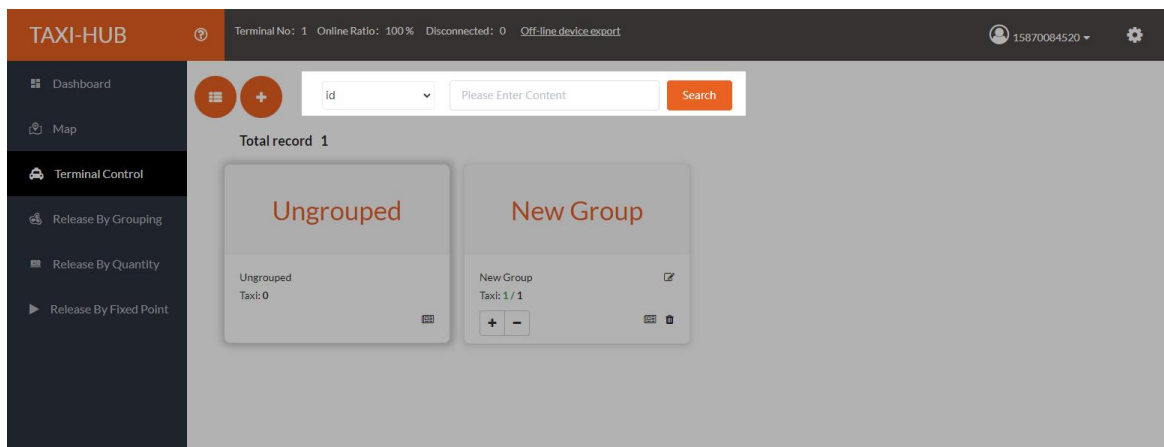 TAXI-HUB
Terminal No: 1 Online Ratio: 100% Disconnected: 0 Off-line device export
15870084520
Dashboard
Map
Terminal Control
Release By Grouping
Release By Quantity
Release By Fixed Point
id
Please Enter Content
Search
Total record 1
Ungrouped
Ungrouped
Taxi: 0
New Group
New Group
Taxi: 1 / 1